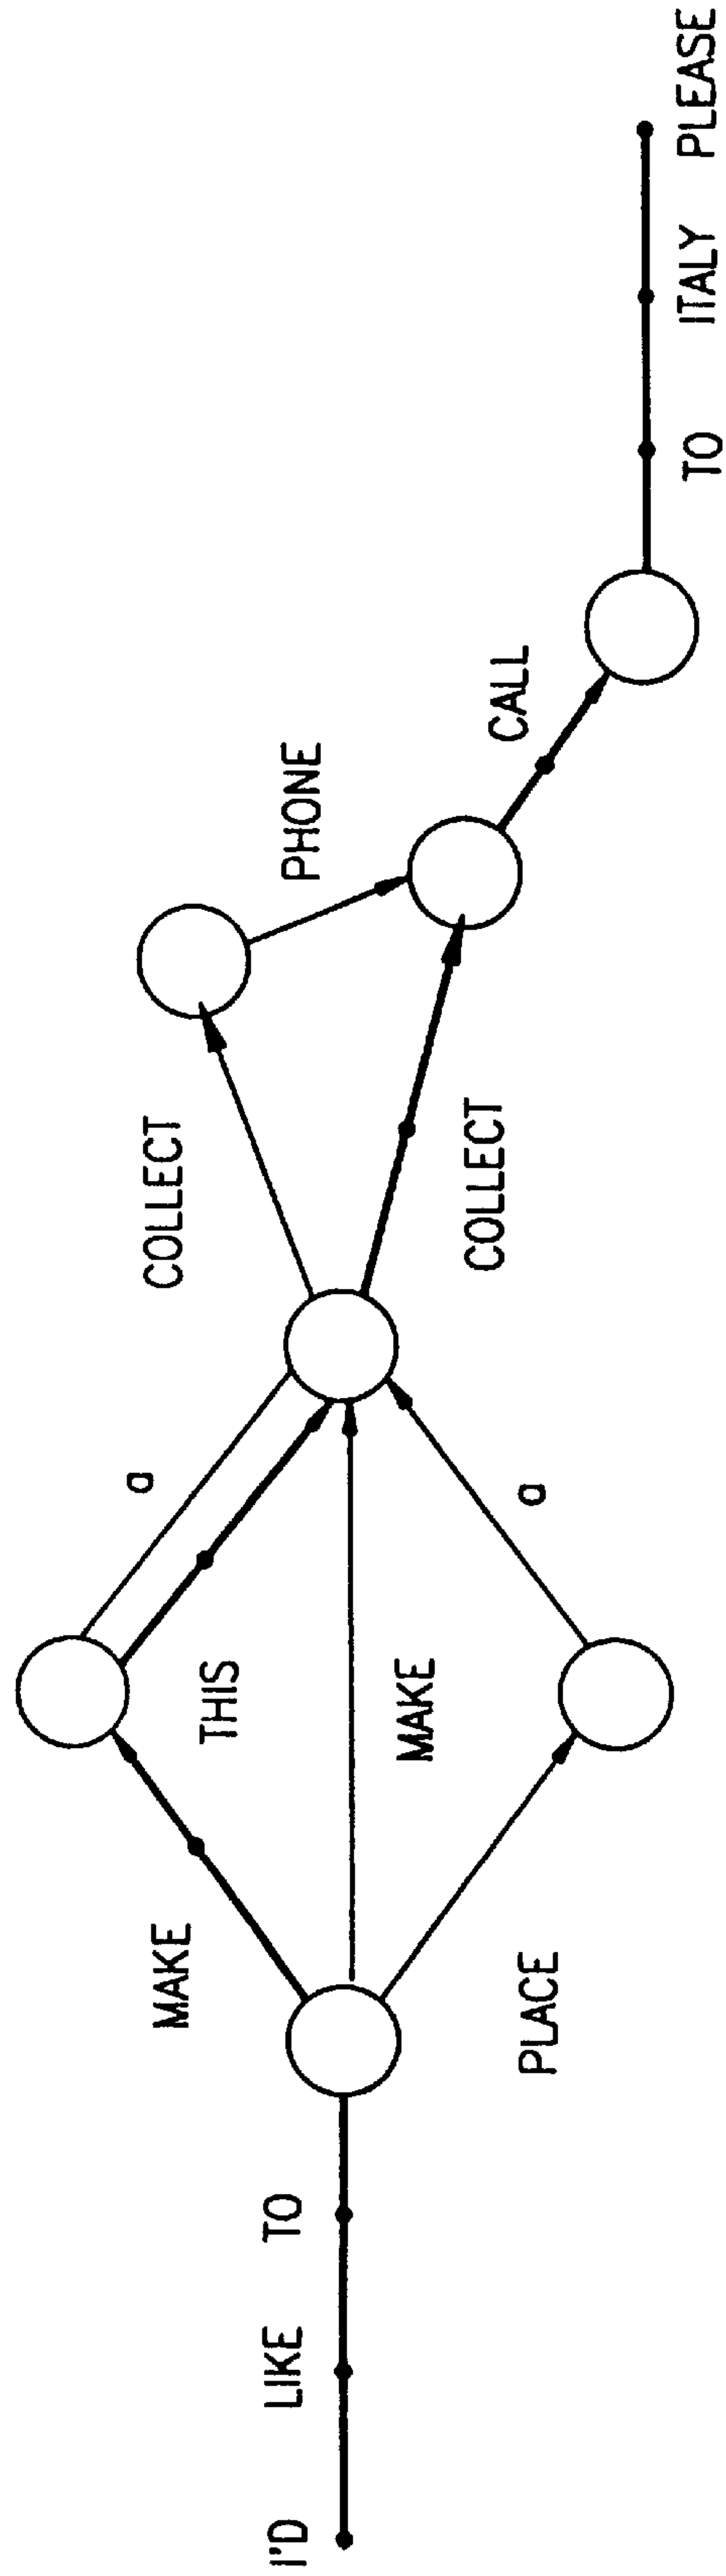 I'D LIKE TO
MAKE
THIS
a
MAKE
PLACE
a
COLLECT
PHONE
COLLECT
CALL
TO ITALY PLEASE